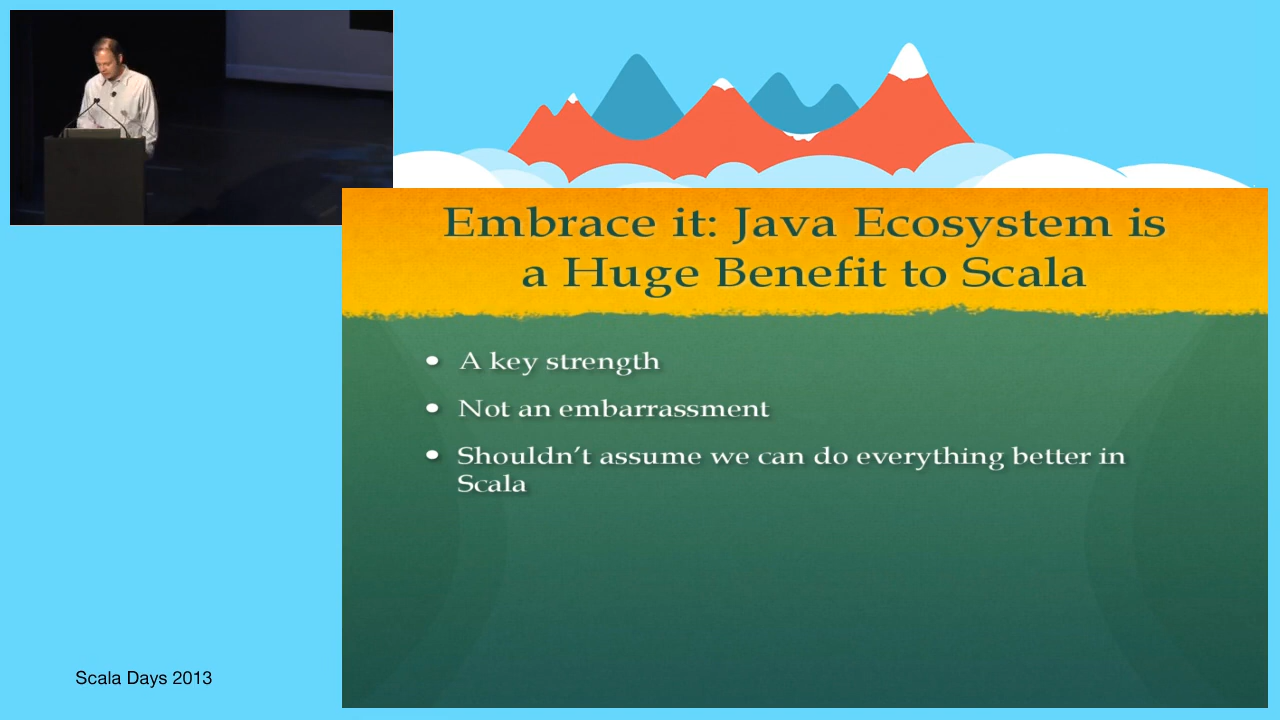 Embrace it: Java Ecosystem is
a Huge Benefit to Scala
• A key strength
• Not an embarrassment
• Shouldn't assume we can do everything better in
Scala
Scala Days 2013